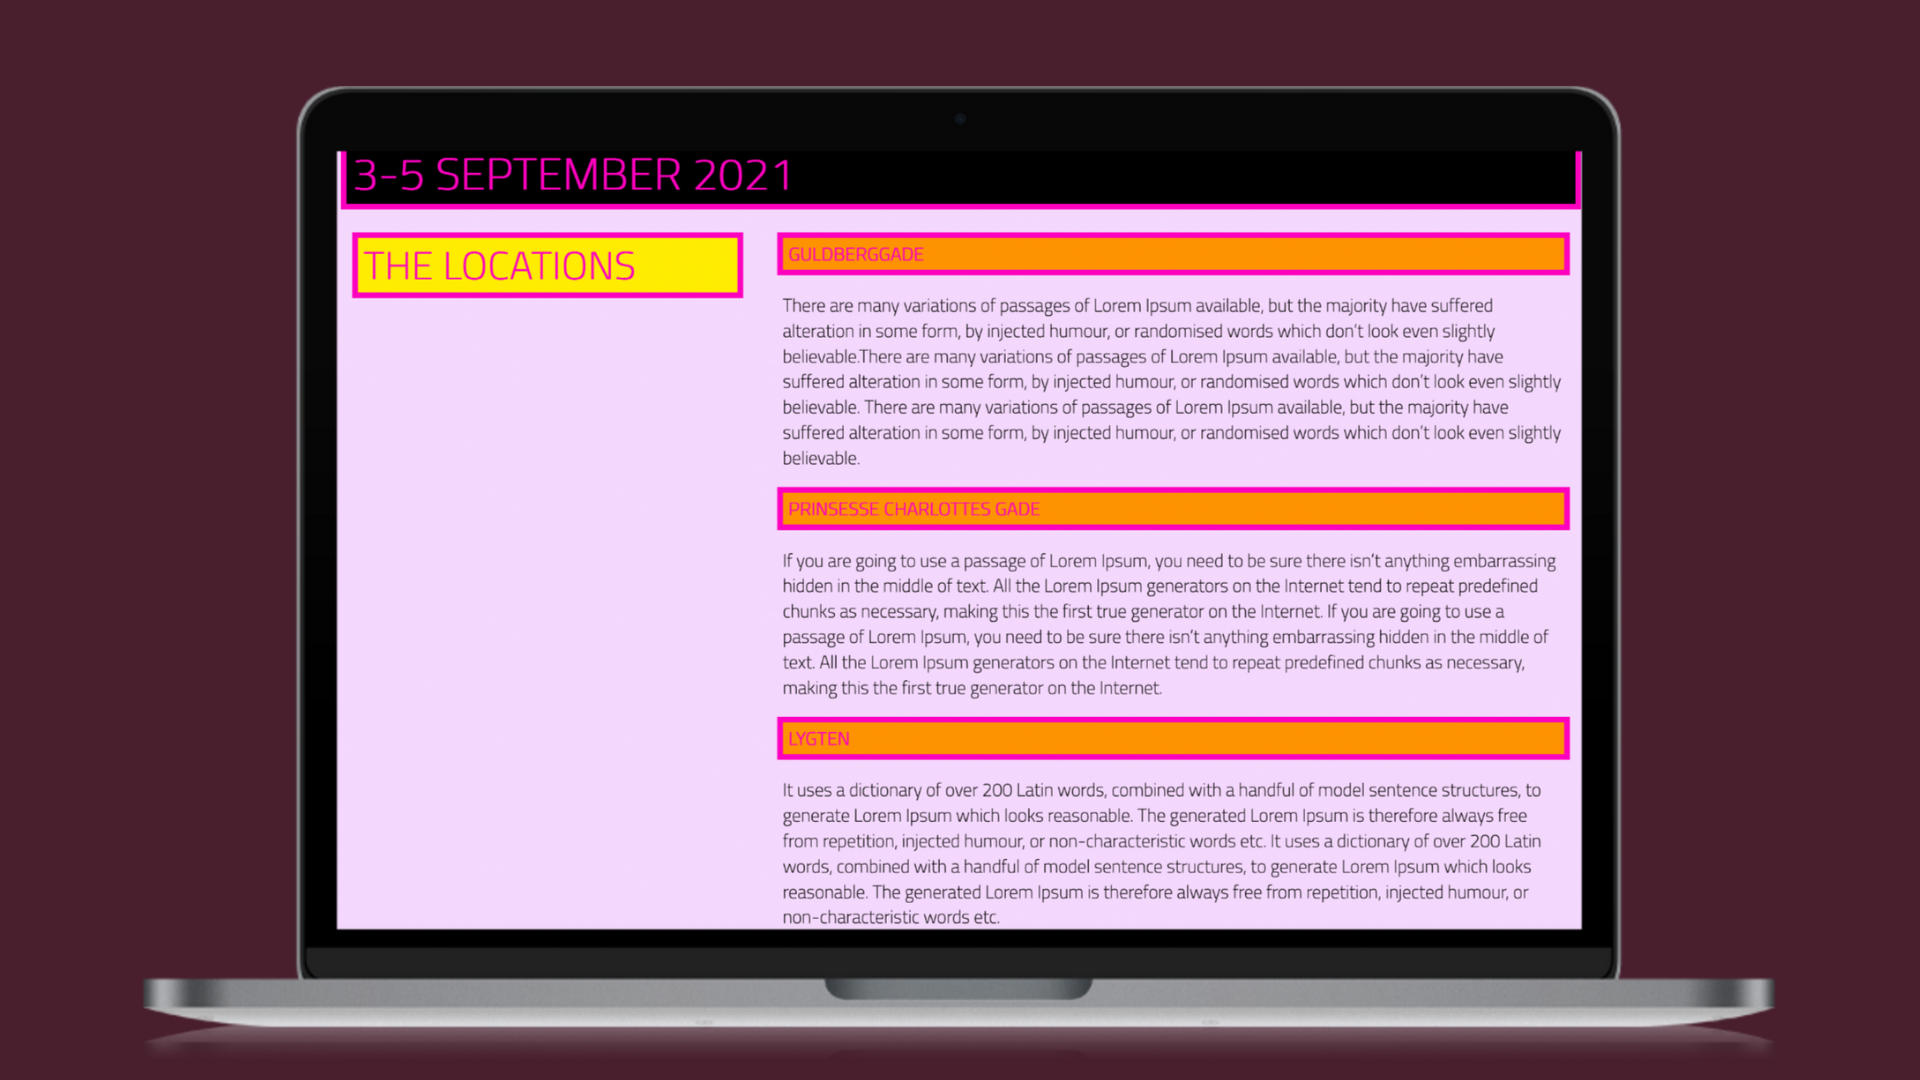 3-5 SEPTEMBER 2021
THE LOCATIONS
GULDBERGGADE
There are many variations of passages of Lorem Ipsum available, but the majority have suffered
alteration in some form, by injected humour, or randomised words which don't look even slightly
believable.There are many variations of passages of Lorem Ipsum available, but the majority have
suffered alteration in some form, by injected humour, or randomised words which don't look even slightly
believable. There are many variations of passages of Lorem Ipsum available, but the majority have
suffered alteration in some form, by injected humour, or randomised words which don't look even slightly
believable.
PRINSESSE CHARLOTTES GADE
If you are going to use a passage of Lorem Ipsum, you need to be sure there isn't anything embarrassing
hidden in the middle of text. All the Lorem Ipsum generators on the Internet tend to repeat predefined
chunks as necessary, making this the first true generator on the Internet. If you are going to use a
passage of Lorem Ipsum, you need to be sure there isn't anything embarrassing hidden in the middle of
text. All the Lorem Ipsum generators on the Internet tend to repeat predefined chunks as necessary,
making this the first true generator on the Internet.
LYGTEN
It uses a dictionary of over 200 Latin words, combined with a handful of model sentence structures, to
generate Lorem Ipsum which looks reasonable. The generated Lorem Ipsum is therefore always free
from repetition, injected humour, or non-characteristic words etc. It uses a dictionary of over 200 Latin
words, combined with a handful of model sentence structures, to generate Lorem Ipsum which looks
reasonable. The generated Lorem Ipsum is therefore always free from repetition, injected humour, or
non-characteristic words etc.